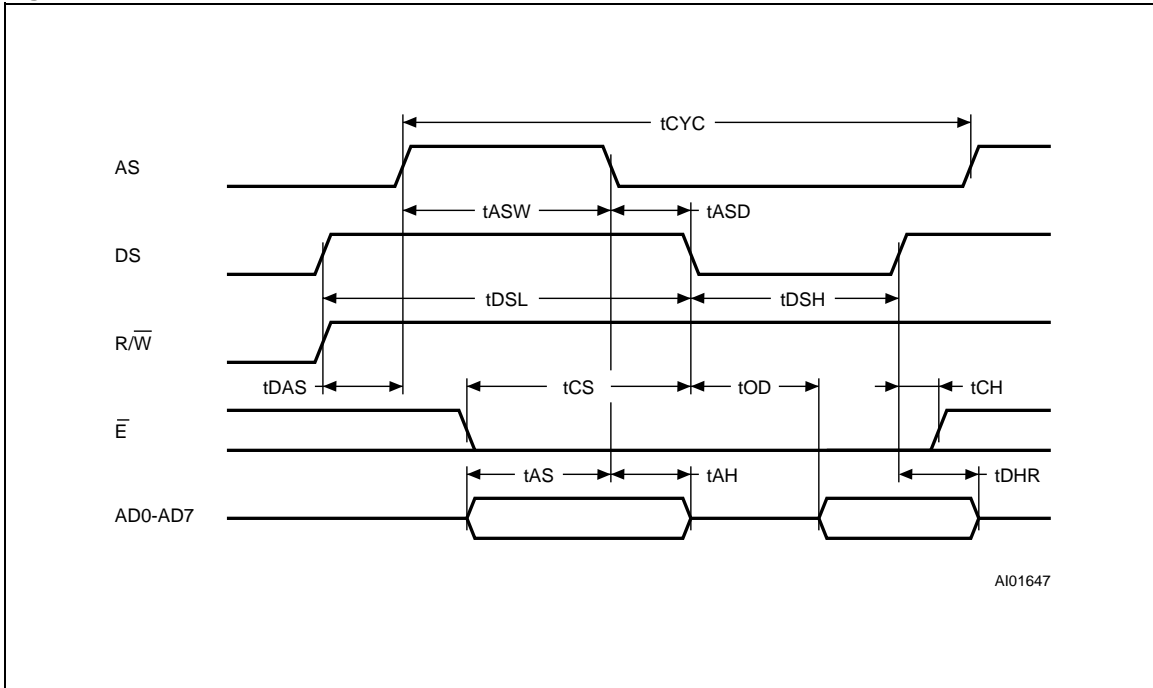 tCYC
AS
tASW
tASD
DS
tDSL
tDSH
R/W̅
tDAS
tCS
tOD
tCH
E̅
tAS
tAH
tDHR
AD0-AD7
AI01647